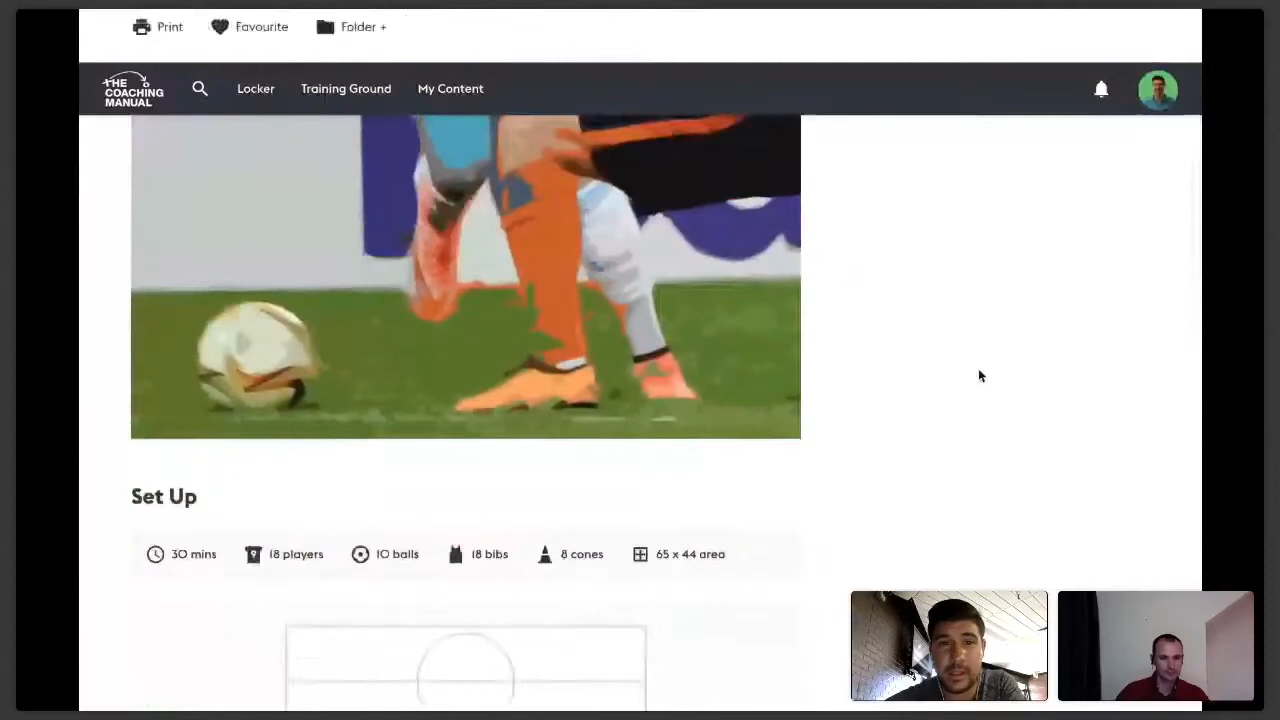 Print Favourite Folder +
THE COACHING MANUAL
Locker Training Ground My Content
Set Up
30 mins 18 players 10 balls 18 bibs 8 cones 65 x 44 area